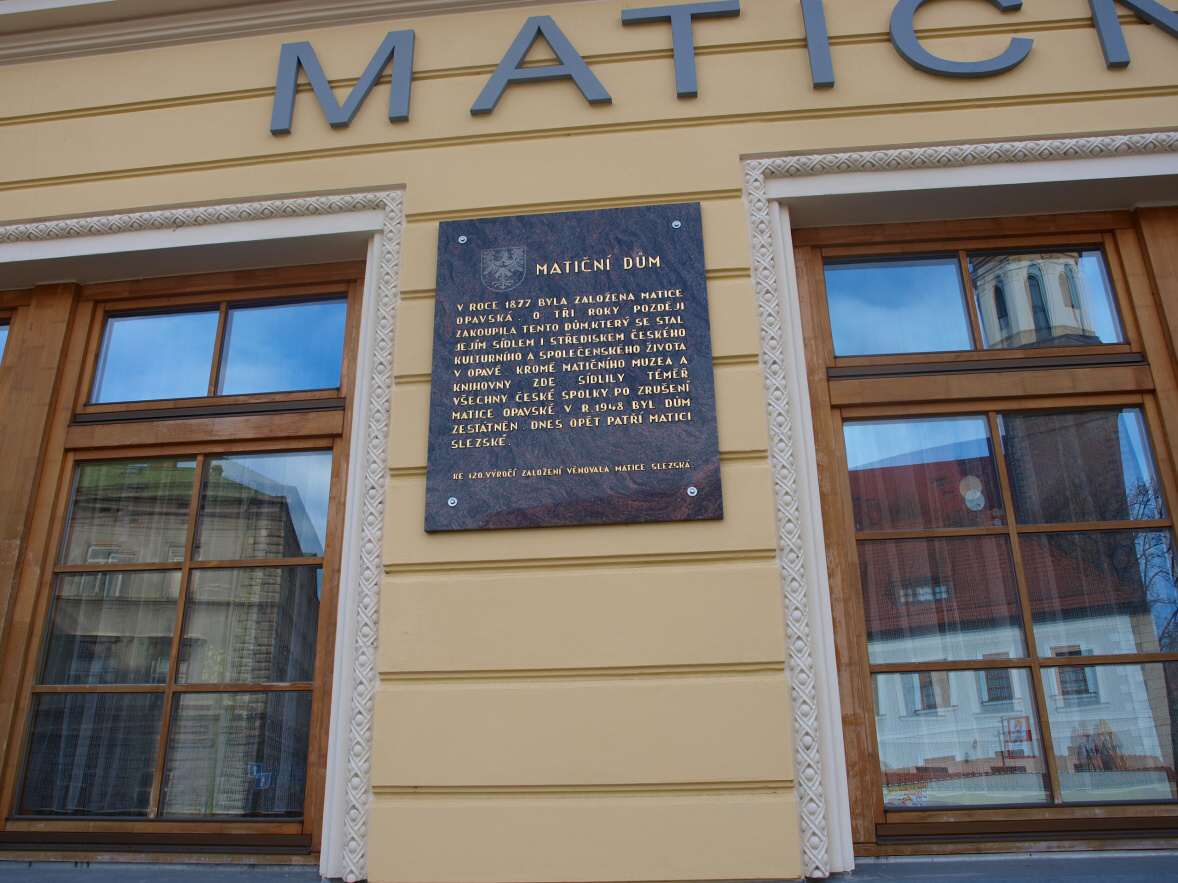 MATIČN
MATIČNÍ DŮM
V ROCE 1877 BYLA ZALOŽENA MATICE
OPAVSKÁ. O TŘI ROKY POZDĚJI
ZAKOUPILA TENTO DŮM,KTERÝ SE STAL
JEJÍM SÍDLEM I STŘEDISKEM ČESKÉHO
KULTURNÍHO A SPOLEČENSKÉHO ŽIVOTA
V OPAVĚ KROMĚ MATIČNÍHO MUZEA A
KNIHOVNY ZDE SÍDLILY TÉMĚŘ
VŠECHNY ČESKÉ SPOLKY. PO ZRUŠENÍ
MATICE OPAVSKÉ V R.1948 BYL DŮM
ZESTÁTNĚN. DNES OPĚT PATŘÍ MATICI
SLEZSKÉ.
KE 120.VÝROČÍ ZALOŽENÍ VĚNOVALA MATICE SLEZSKÁ